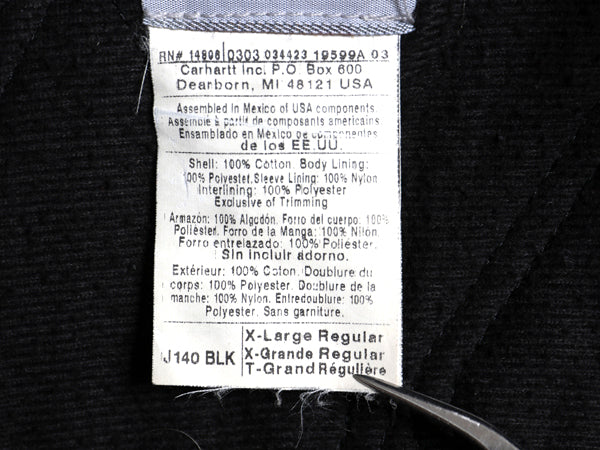 RN# 14806 0303 034423 19599A 03
Carhartt Inc. P.O. Box 600
Dearborn, MI 48121 USA
Assembled in Mexico of USA components.
Assemblé à partir de composants americains.
Ensamblado en Mexico de componentes
de los EE.UU.
Shell: 100% Cotton. Body Lining:
100% Polyester. Sleeve Lining: 100% Nylon
Interlining: 100% Polyester
Exclusive of Trimming
Armazón: 100% Algodón. Forro del cuerpo: 100%
Poliéster. Forro de la Manga: 100% Nilón
Forro entrelazado: 100% Poliéster.
Sin incluir adorno.
Extérieur: 100% Coton. Doublure du
corps: 100% Polyester. Doublure de la
manche: 100% Nylon. Entredoublure: 100%
Polyester, Sans garniture.
J140 BLK
X-Large Regular
X-Grande Regular
T-Grand Régulière